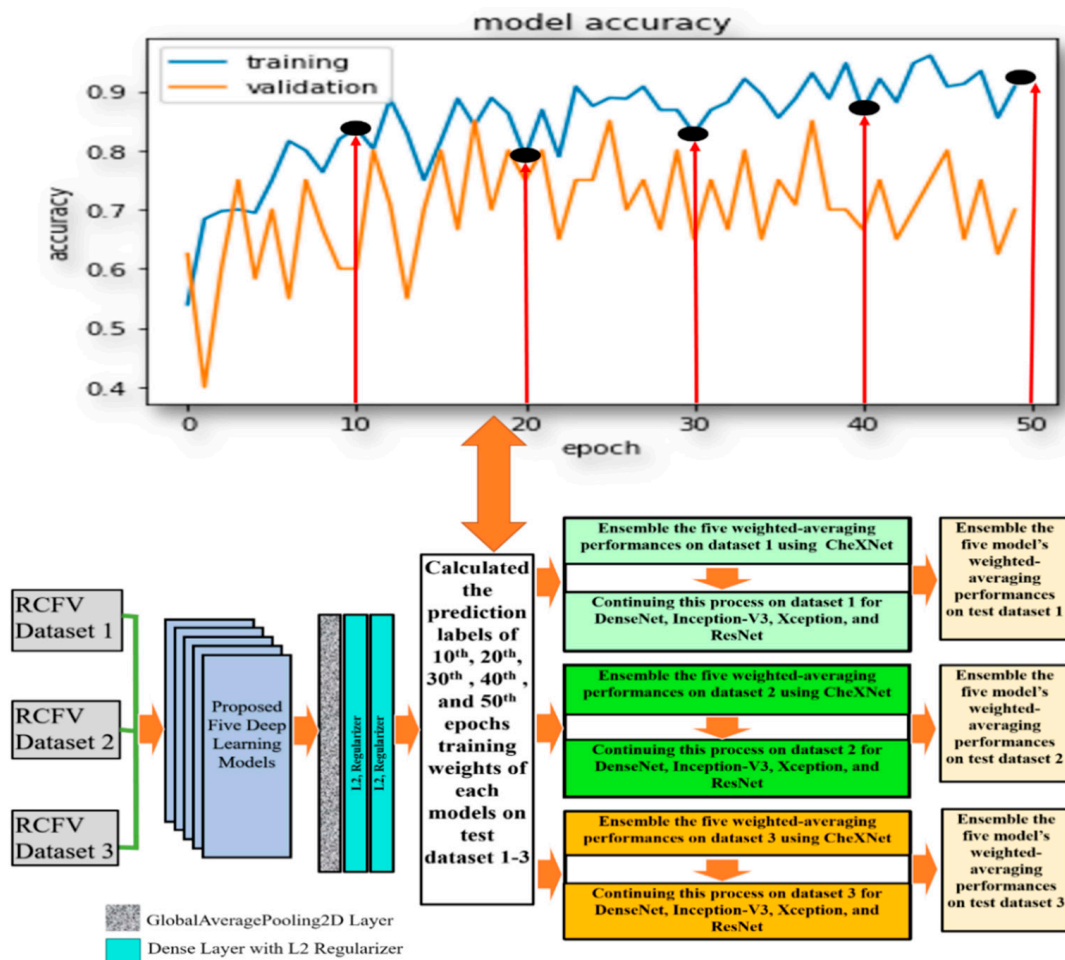 model accuracy
training
validation
0.9
0.8
0.7
0.6
0.5
0.4
accuracy
0
10
20
30
40
50
epoch
RCFV
Dataset 1
RCFV
Dataset 2
RCFV
Dataset 3
Proposed
Five Deep
Learning
Models
L2, Regularizer
L2, Regularizer
Calculated
the
prediction
labels of
10th, 20th,
30th , 40th ,
and 50th
epochs
training
weights of
each
models on
test
dataset 1-3
Ensemble the five weighted-averaging
performances on dataset 1 using CheXNet
Continuing this process on dataset 1 for
DenseNet, Inception-V3, Xception, and
ResNet
Ensemble the
five model's
weighted-
averaging
performances
on test dataset 1
Ensemble the five weighted-averaging
performances on dataset 2 using CheXNet
Continuing this process on dataset 2 for
DenseNet, Inception-V3, Xception, and
ResNet
Ensemble the
five model's
weighted-
averaging
performances
on test dataset 2
Ensemble the five weighted-averaging
performances on dataset 3 using CheXNet
Continuing this process on dataset 3 for
DenseNet, Inception-V3, Xception, and
ResNet
Ensemble the
five model's
weighted-
averaging
performances
on test dataset 3
GlobalAveragePooling2D Layer
Dense Layer with L2 Regularizer